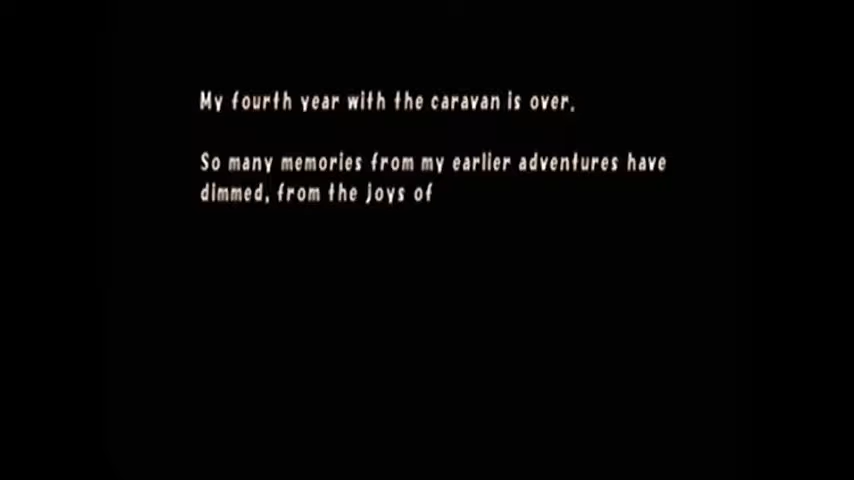 My fourth year with the caravan is over.
So many memories from my earlier adventures have
dimmed, from the joys of